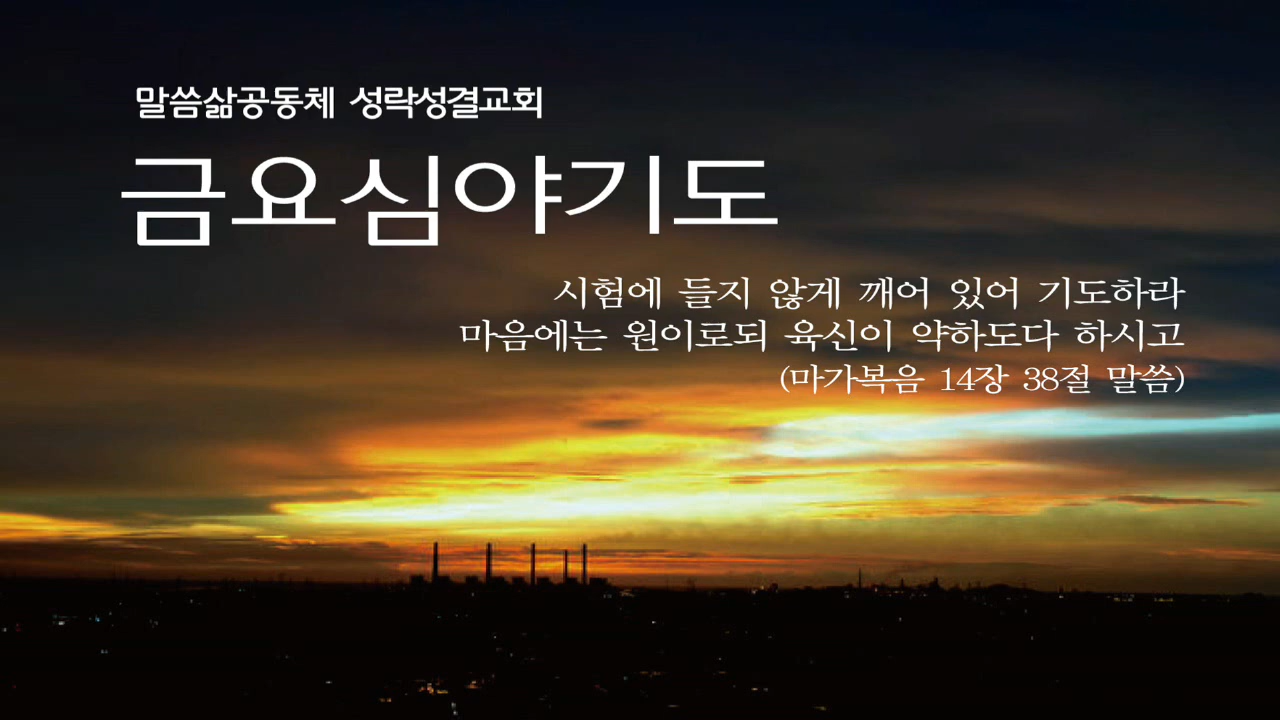 말씀삶공동체 성락성결교회
금요심야기도
시험에 들지 않게 깨어 있어 기도하라
마음에는 원이로되 육신이 약하도다 하시고
(마가복음 14장 38절 말씀)